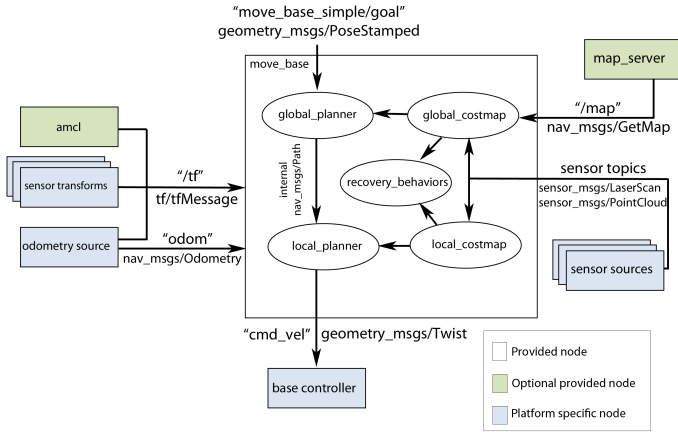 “move_base_simple/goal”
geometry_msgs/PoseStamped
move_base
map_server
global_planner
global_costmap
“/map”
nav_msgs/GetMap
amcl
sensor transforms
“/tf”
tf/tfMessage
internal
nav_msgs/Path
recovery_behaviors
sensor topics
sensor_msgs/LaserScan
sensor_msgs/PointCloud
odometry source
“odom”
nav_msgs/Odometry
local_planner
local_costmap
sensor sources
“cmd_vel”
geometry_msgs/Twist
base controller
Provided node
Optional provided node
Platform specific node